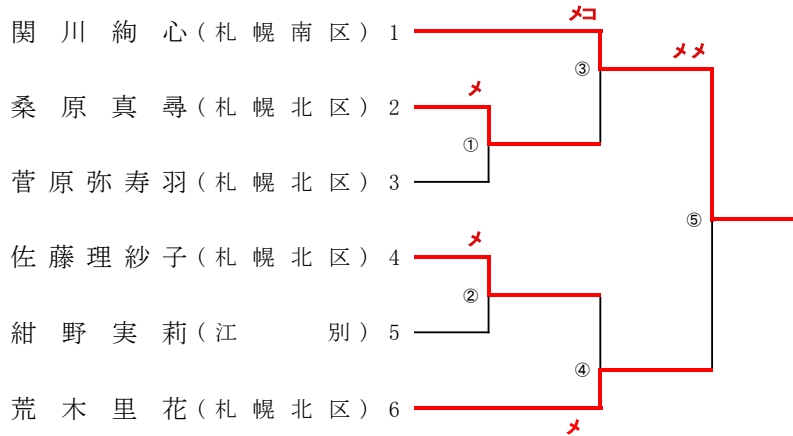 メコ
関川絢心(札幌南区) 1
メメ
③
メ
桑原真尋(札幌北区) 2
①
菅原弥寿羽(札幌北区) 3
⑤
メ
佐藤理紗子(札幌北区) 4
②
紺野実莉(江別) 5
④
荒木里花(札幌北区) 6
メ